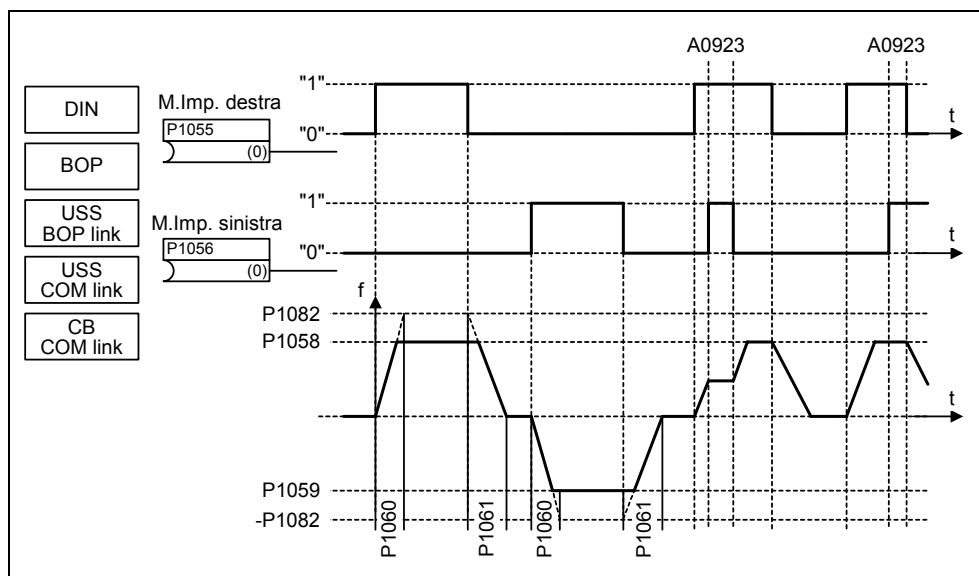 A0923 A0923
DIN
BOP
USS
BOP link
USS
COM link
CB
COM link
M.Imp. destra
P1055
(0)
M.Imp. sinistra
P1056
(0)
"1"
"0"
t
"1"
"0"
t
f
P1082
P1058
t
P1059
-P1082
P1060
P1061
P1060
P1061